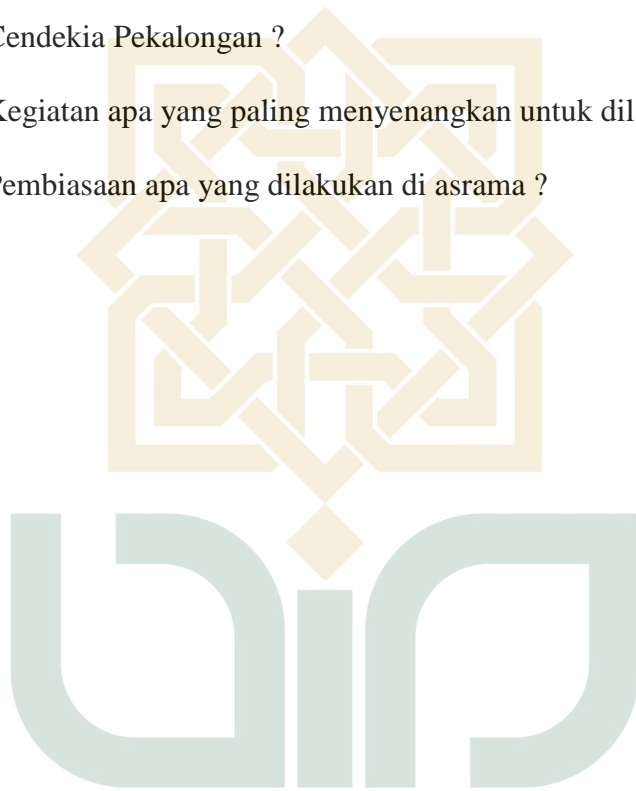 Cendekia Pekalongan ?
Kegiatan apa yang paling menyenangkan untuk dil
Pembiasaan apa yang dilakukan di asrama ?